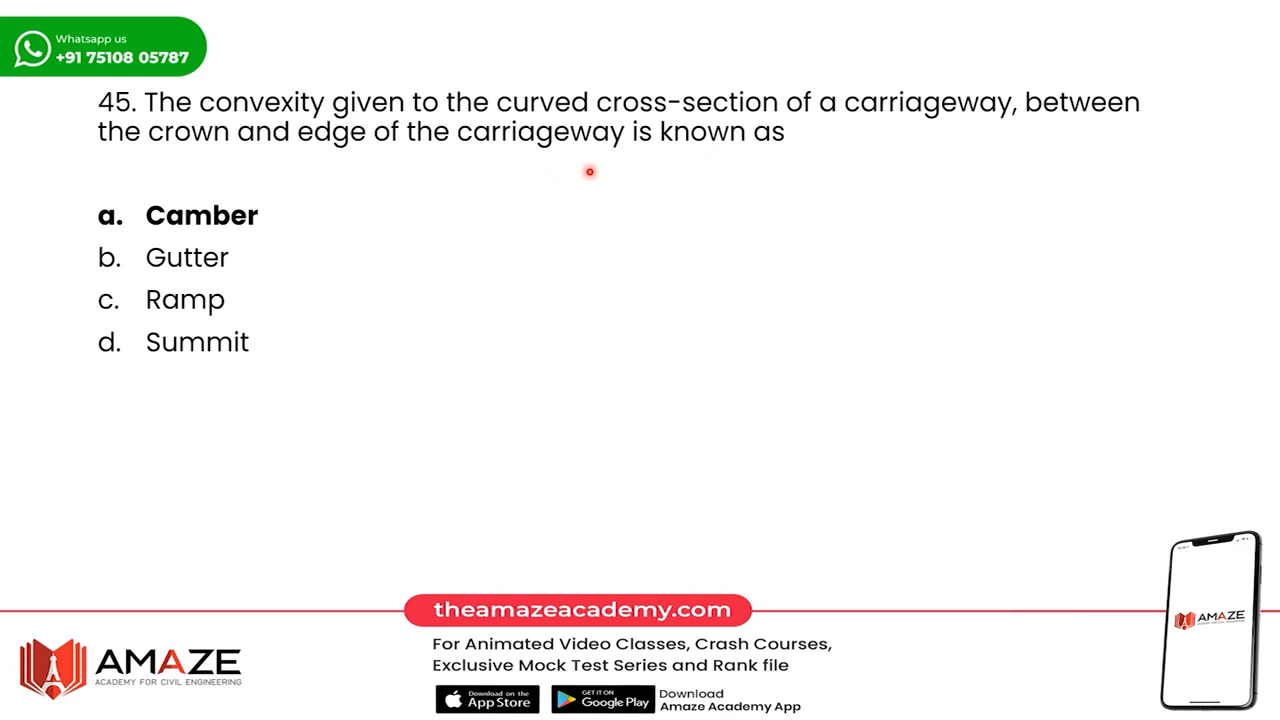 Whatsapp us
+91 75108 05787
45. The convexity given to the curved cross-section of a carriageway, between
the crown and edge of the carriageway is known as
a. Camber
b. Gutter
c. Ramp
d. Summit
theamazeacademy.com
For Animated Video Classes, Crash Courses,
Exclusive Mock Test Series and Rank file
AMAZE
ACADEMY FOR CIVIL ENGINEERING
Download on the
App Store
GET IT ON
Google Play
Download
Amaze Academy App
AMAZE